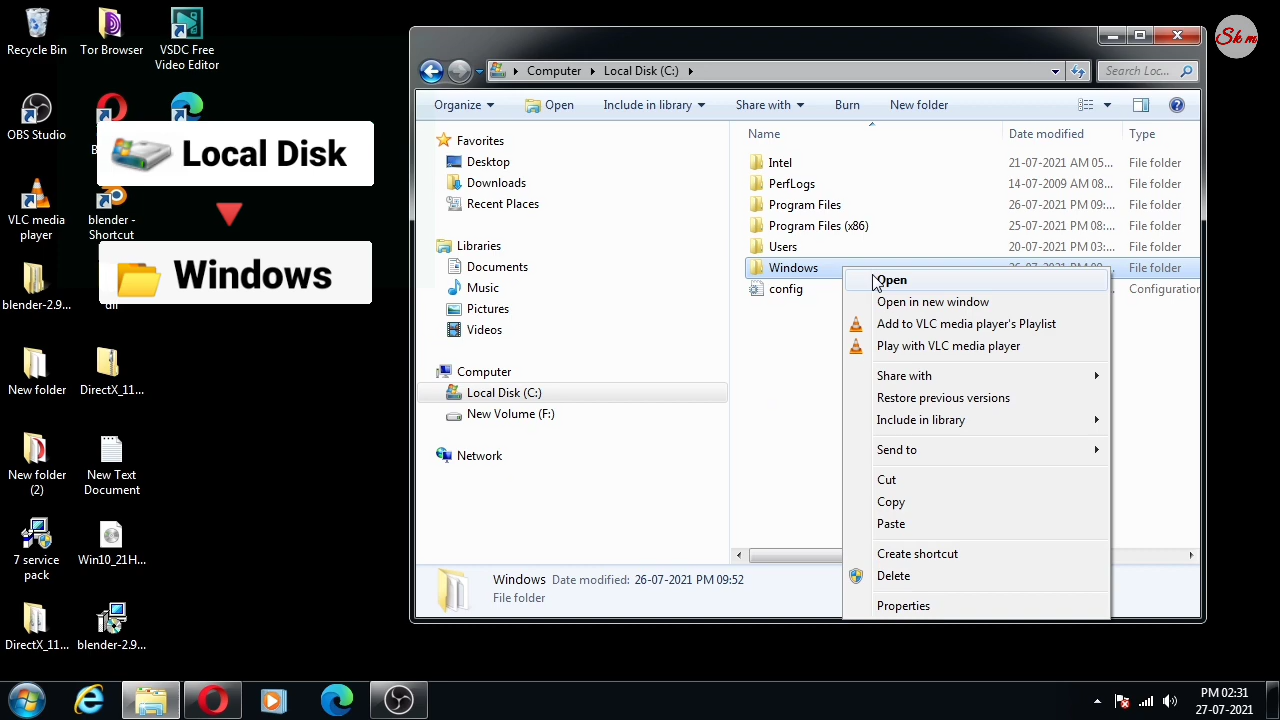 Recycle Bin
Tor Browser
VSDC Free
Video Editor
Skm
OBS Studio
Local Disk
VLC media
player
blender -
Shortcut
Windows
blender-2.9...
dll
New folder
DirectX_11...
New folder
(2)
New Text
Document
7 service
pack
Win10_21H...
DirectX_11...
blender-2.9...
Computer
Local Disk (C:)
Search Loc...
Organize
Open
Include in library
Share with
Burn
New folder
Favorites
Desktop
Downloads
Recent Places
Libraries
Documents
Music
Pictures
Videos
Computer
Local Disk (C:)
New Volume (F:)
Network
Name
Date modified
Type
Intel
21-07-2021 AM 05...
File folder
PerfLogs
14-07-2009 AM 08...
File folder
Program Files
26-07-2021 PM 09:...
File folder
Program Files (x86)
25-07-2021 PM 08:...
File folder
Users
20-07-2021 PM 03:...
File folder
Windows
File folder
config
Configuration
Open
Open in new window
Add to VLC media player's Playlist
Play with VLC media player
Share with
Restore previous versions
Include in library
Send to
Cut
Copy
Paste
Create shortcut
Delete
Properties
Windows
Date modified: 26-07-2021 PM 09:52
File folder
PM 02:31
27-07-2021